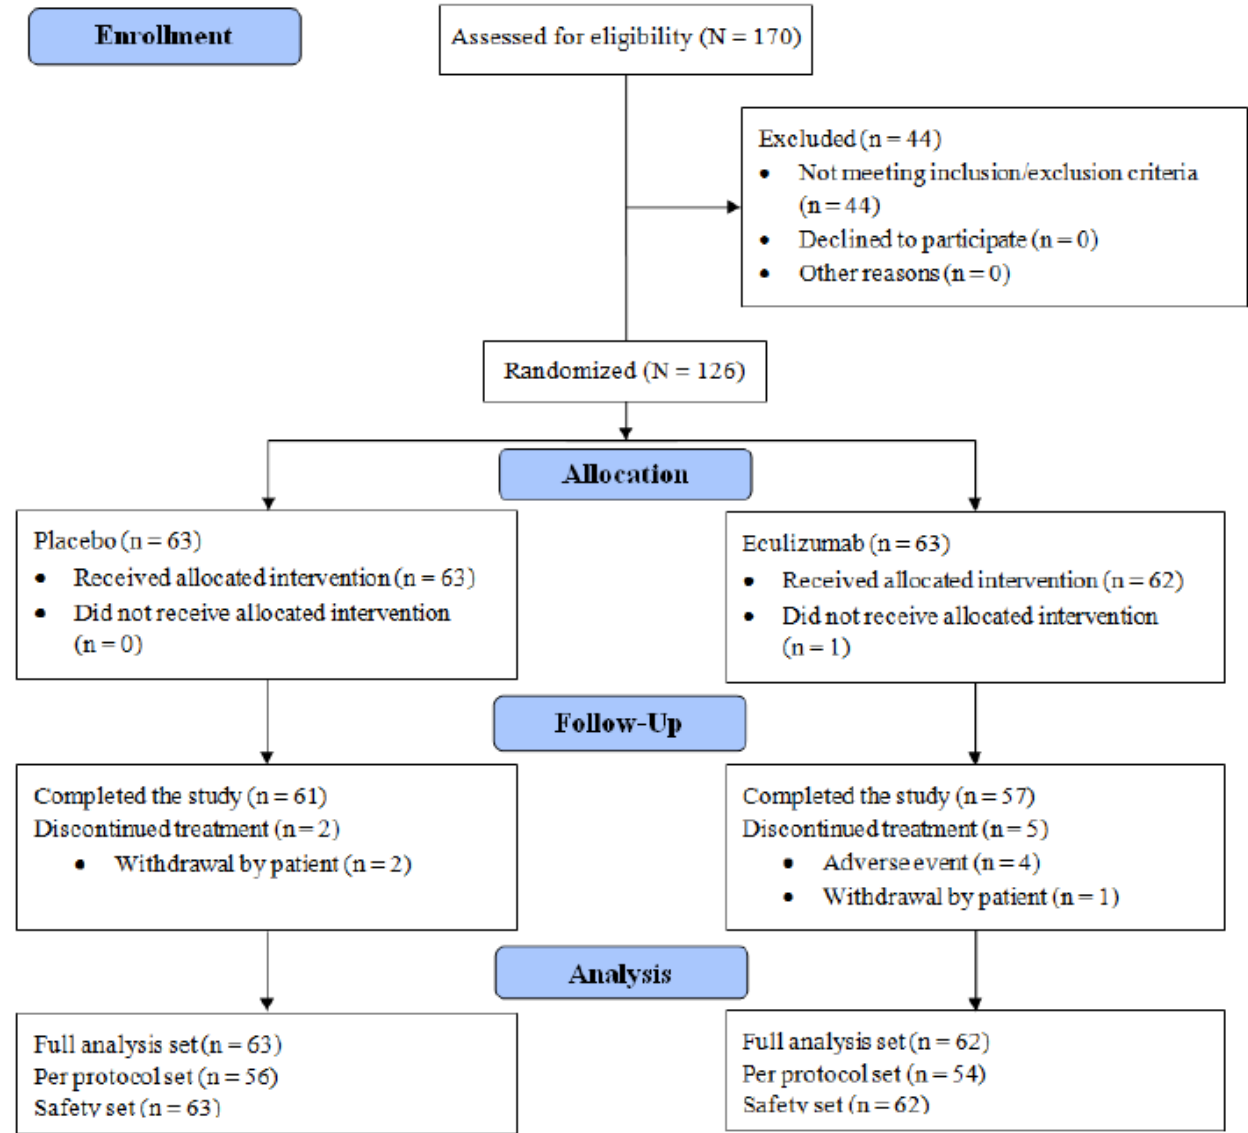 Enrollment
Assessed for eligibility (N = 170)
Excluded (n = 44)
• Not meeting inclusion/exclusion criteria
(n = 44)
• Declined to participate (n = 0)
• Other reasons (n = 0)
Randomized (N = 126)
Allocation
Placebo (n = 63)
• Received allocated intervention (n = 63)
• Did not receive allocated intervention
(n = 0)
Eculizumab (n = 63)
• Received allocated intervention (n = 62)
• Did not receive allocated intervention
(n = 1)
Follow-Up
Completed the study (n = 61)
Discontinued treatment (n = 2)
• Withdrawal by patient (n = 2)
Completed the study (n = 57)
Discontinued treatment (n = 5)
• Adverse event (n = 4)
• Withdrawal by patient (n = 1)
Analysis
Full analysis set (n = 63)
Per protocol set (n = 56)
Safety set (n = 63)
Full analysis set (n = 62)
Per protocol set (n = 54)
Safety set (n = 62)